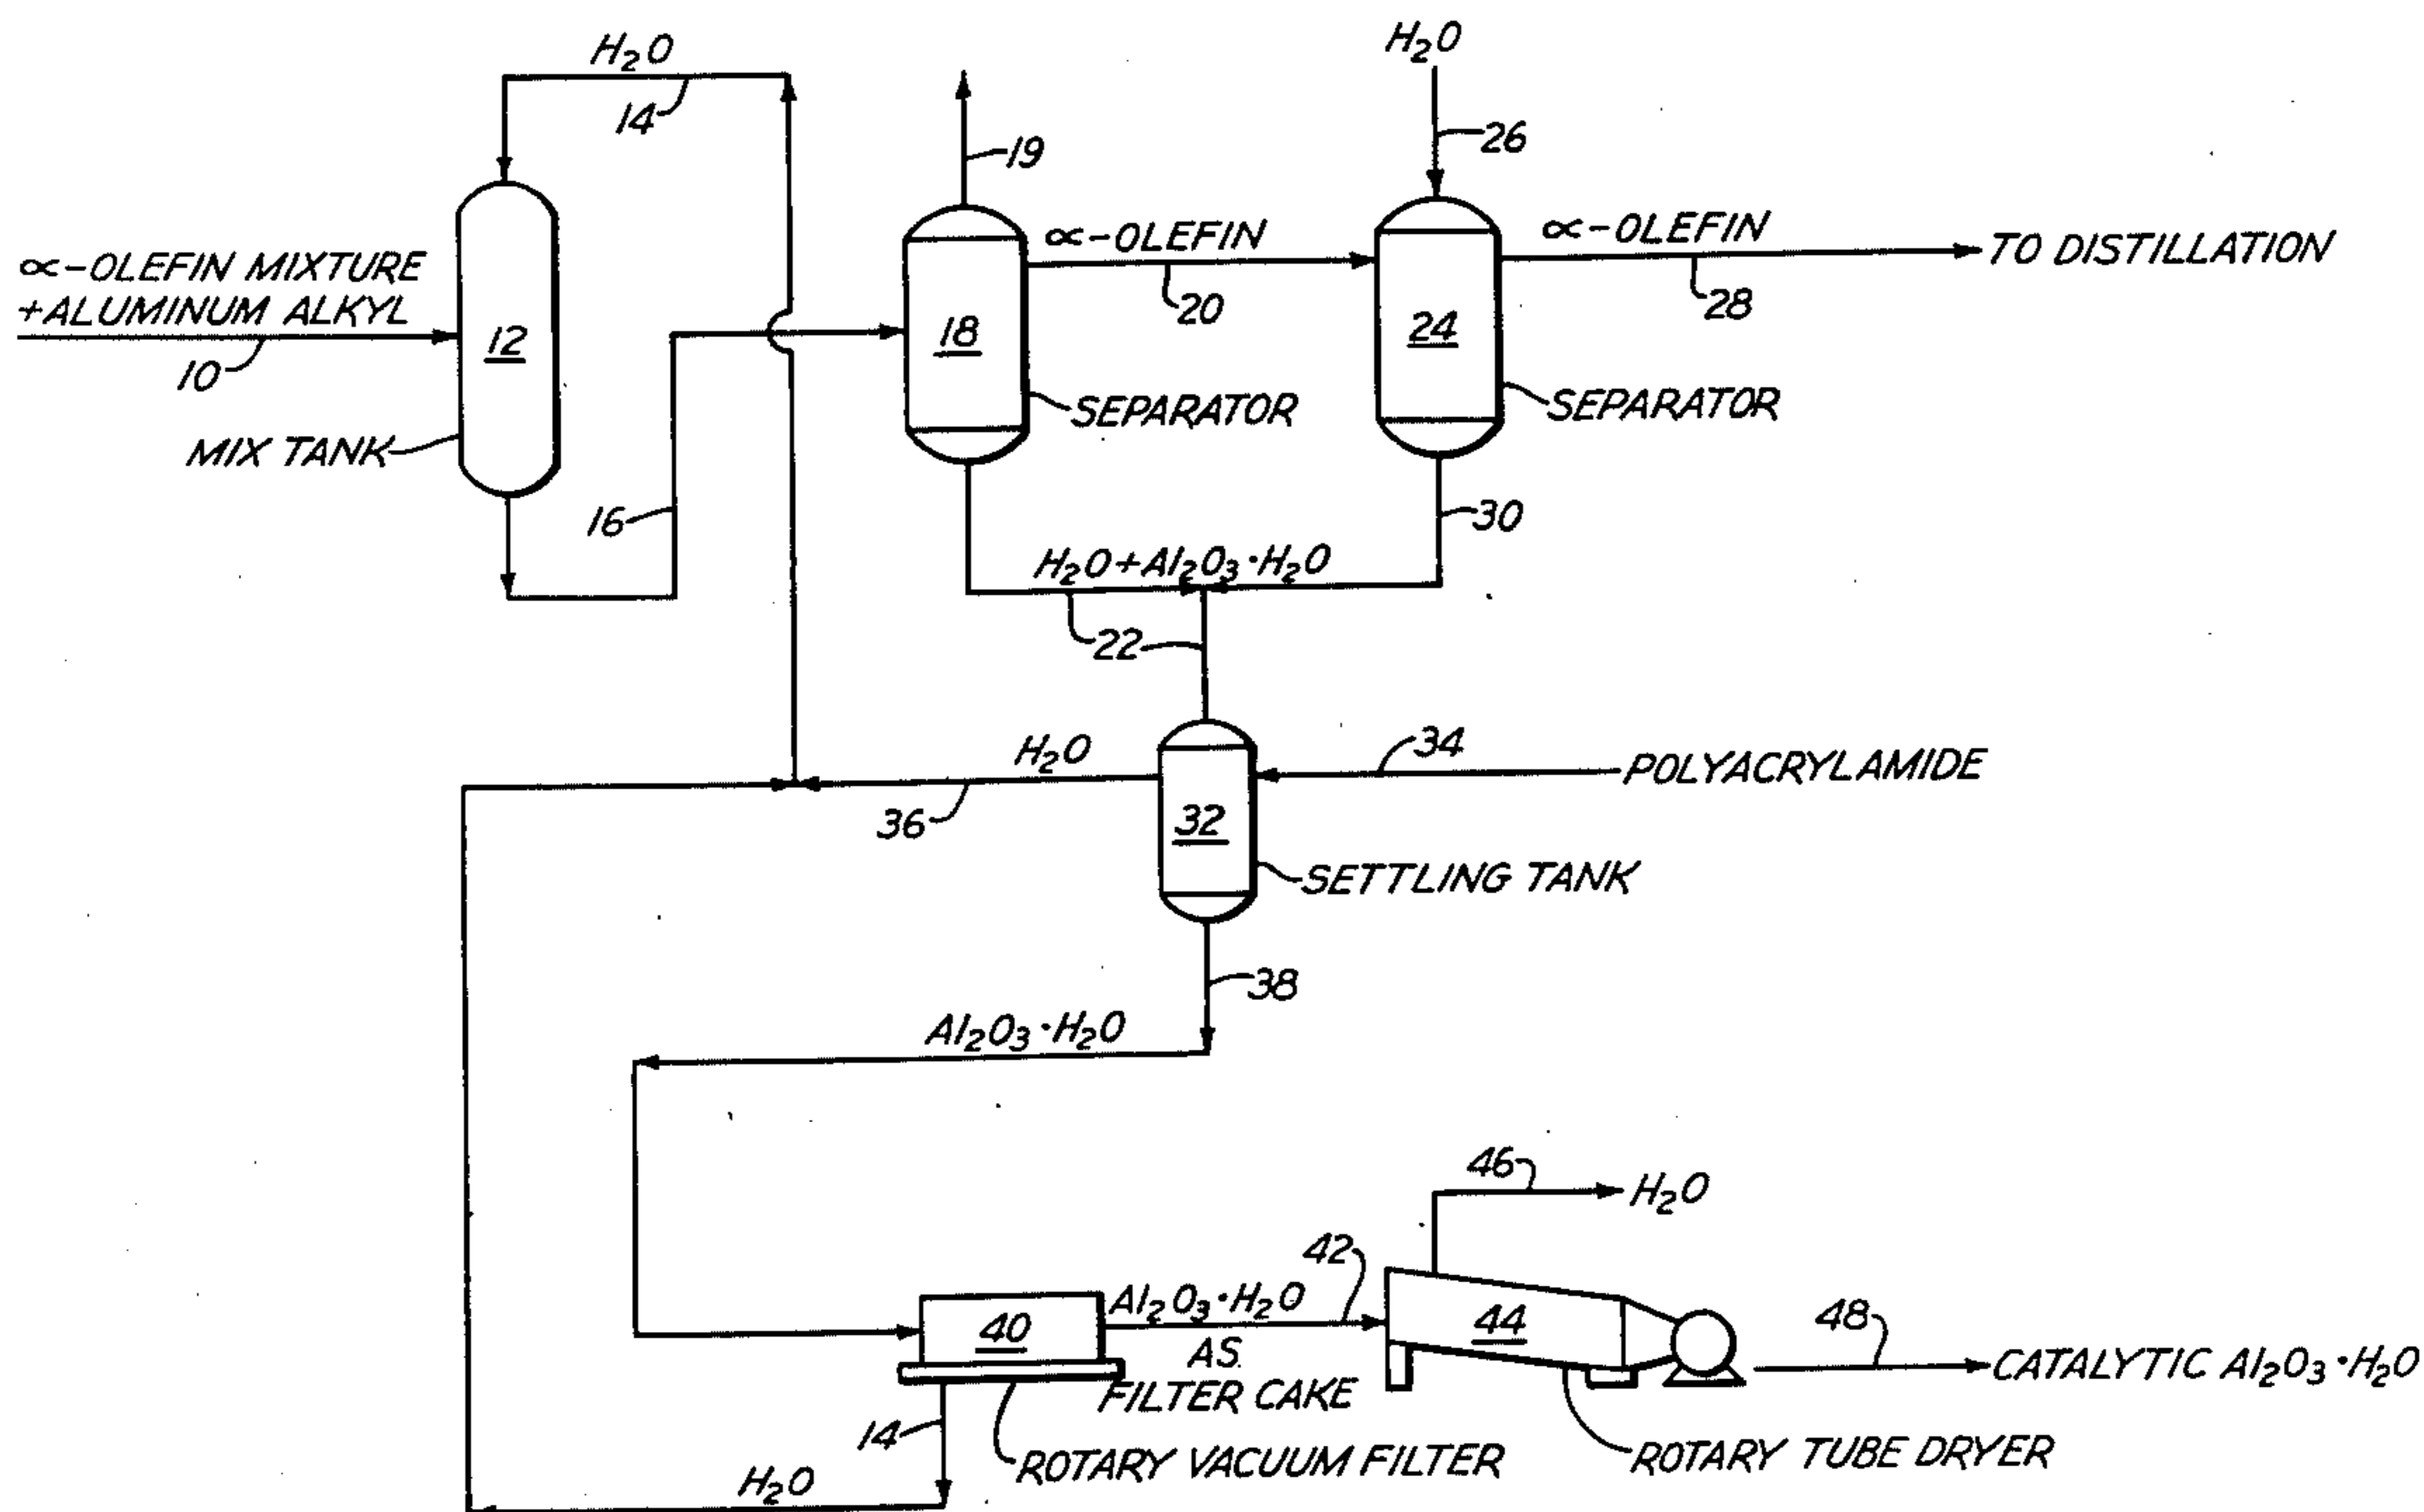 H₂O
14
H₂O
26
19
∝-OLEFIN MIXTURE
+ALUMINUM ALKYL
10
12
MIX TANK
16
18
SEPARATOR
∝-OLEFIN
20
24
SEPARATOR
∝-OLEFIN
28
TO DISTILLATION
30
H₂O+Al₂O₃·H₂O
22
H₂O
36
34
POLYACRYLAMIDE
32
SETTLING TANK
38
Al₂O₃·H₂O
46
H₂O
40
Al₂O₃·H₂O
42
AS
FILTER CAKE
44
48
CATALYTIC Al₂O₃·H₂O
14
ROTARY VACUUM FILTER
ROTARY TUBE DRYER
H₂O